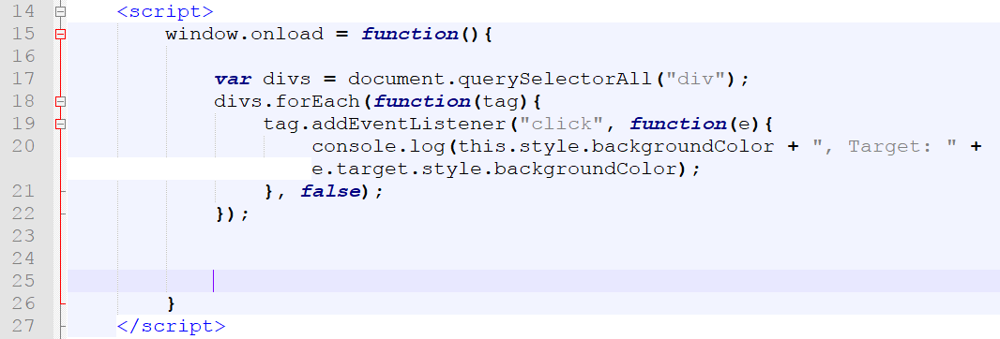 14 <script>
15 window.onload = function(){
16
17 var divs = document.querySelectorAll("div");
18 divs.forEach(function(tag){
19 tag.addEventListener("click", function(e){
20 console.log(this.style.backgroundColor + ", Target: " +
e.target.style.backgroundColor);
21 }, false);
22 });
23
24
25
26 }
27 </script>